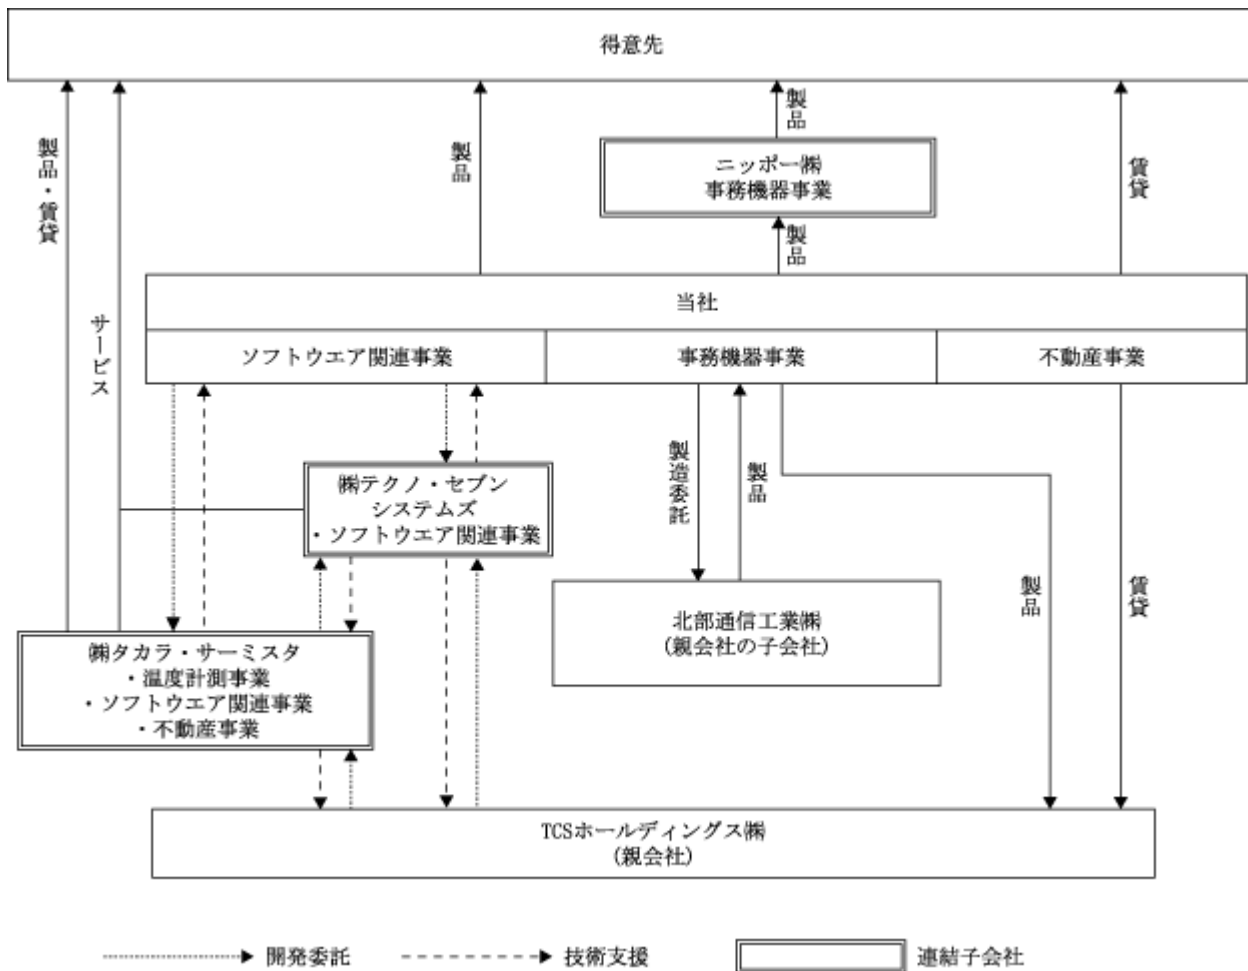 得意先
製品・賃貸
サービス
製品
製品
ニッポー㈱
事務機器事業
製品
賃貸
当社
ソフトウエア関連事業
事務機器事業
不動産事業
㈱テクノ・セブン
システムズ
・ソフトウエア関連事業
製造委託
製品
北部通信工業㈱
(親会社の子会社)
製品
賃貸
㈱タカラ・サーミスタ
・温度計測事業
・ソフトウエア関連事業
・不動産事業
TCSホールディングス㈱
(親会社)
開発委託
技術支援
連結子会社